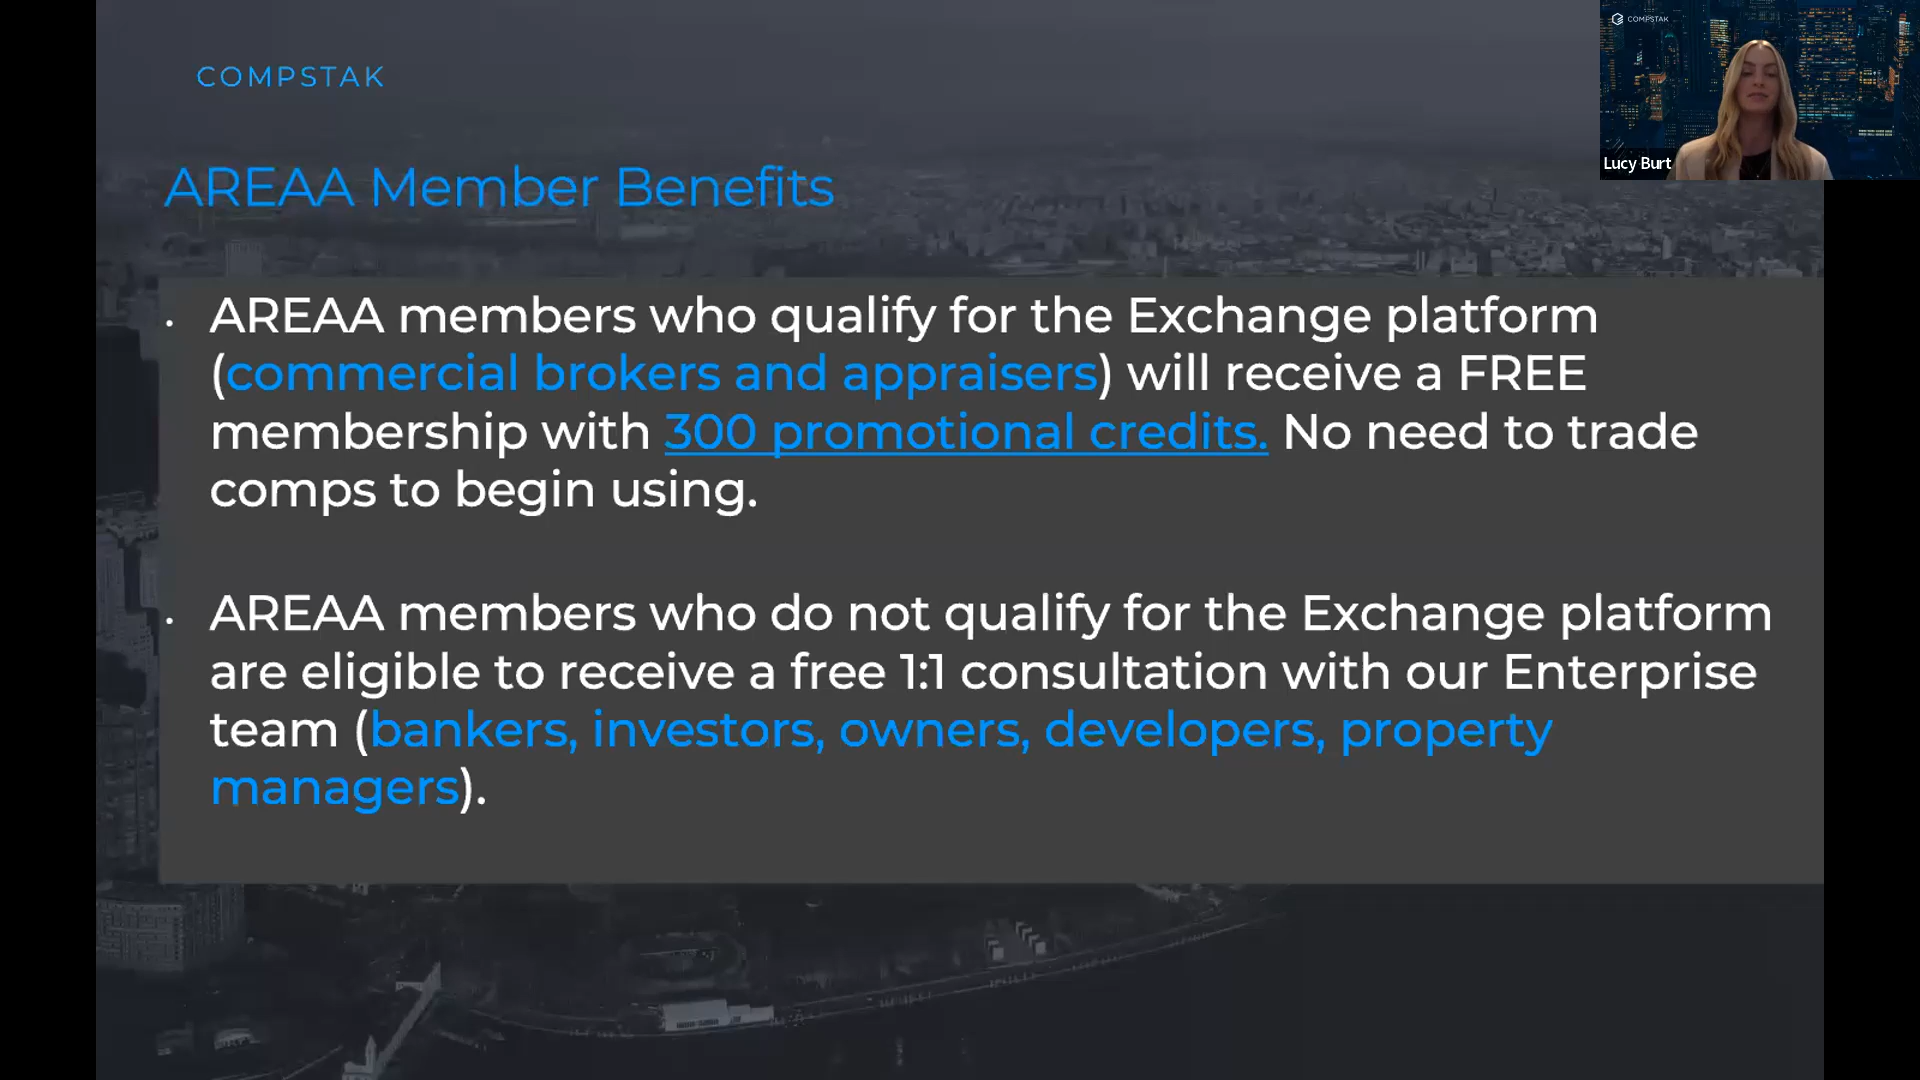 COMPSTAK
COMPSTAK
Lucy Burt
AREAA Member Benefits
• AREAA members who qualify for the Exchange platform
(commercial brokers and appraisers) will receive a FREE
membership with 300 promotional credits. No need to trade
comps to begin using.
• AREAA members who do not qualify for the Exchange platform
are eligible to receive a free 1:1 consultation with our Enterprise
team (bankers, investors, owners, developers, property
managers).